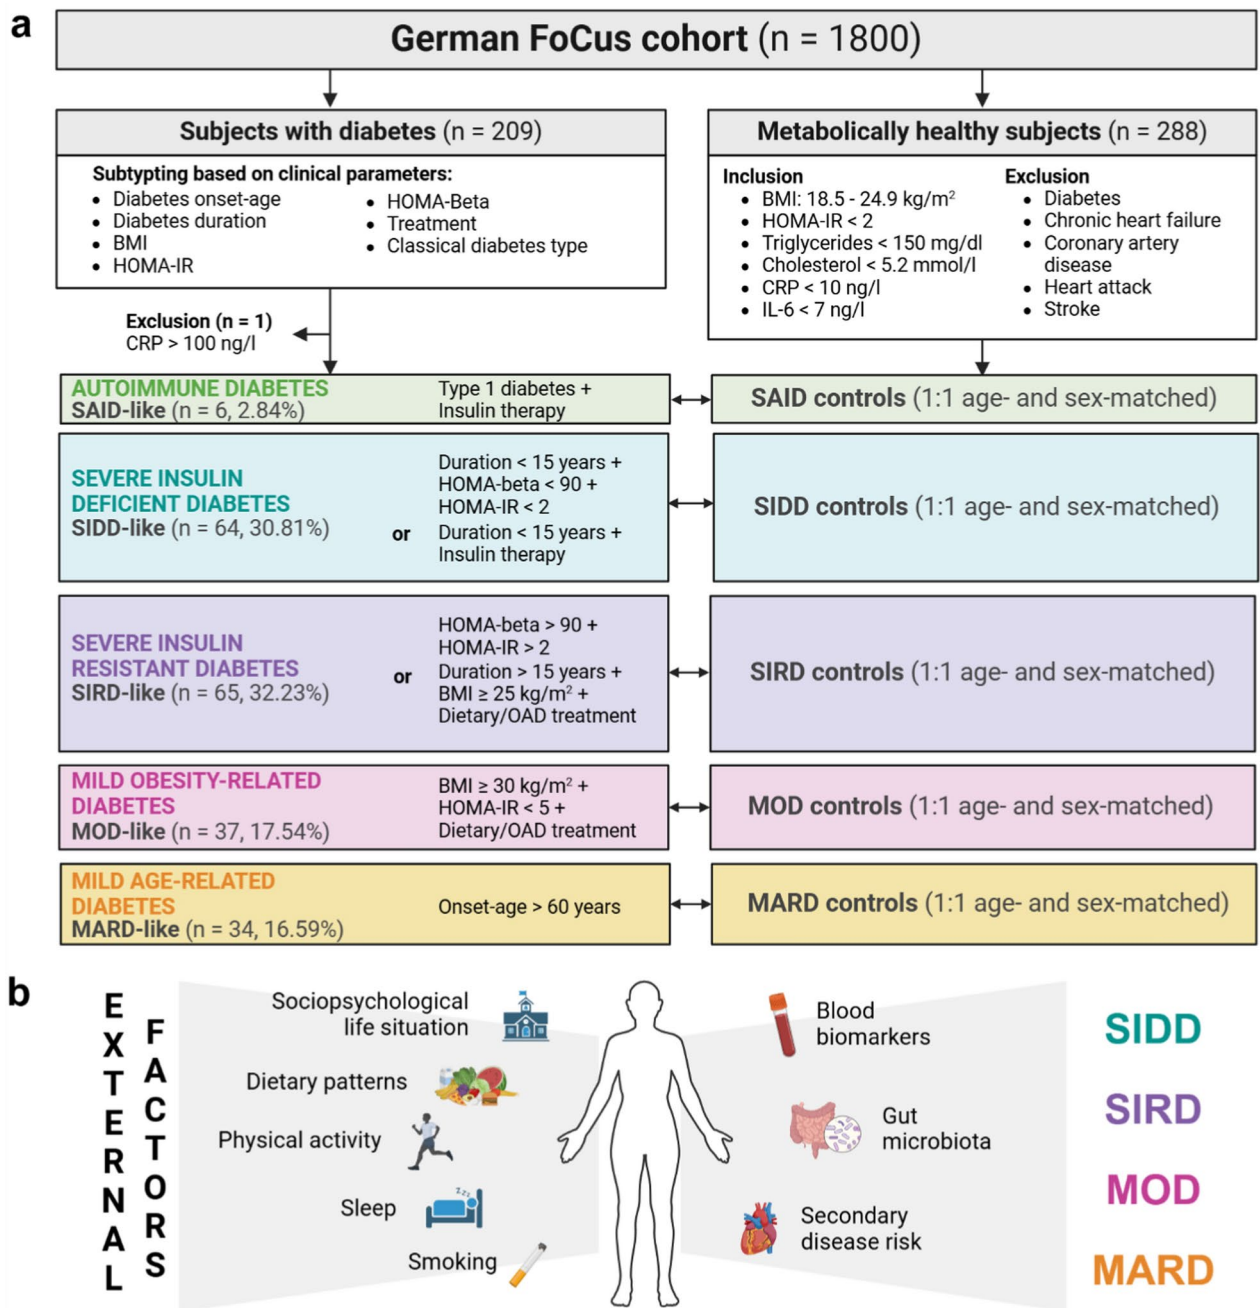 a
German FoCus cohort (n = 1800)
Subjects with diabetes (n = 209)
Subtyping based on clinical parameters:
• Diabetes onset-age
• Diabetes duration
• BMI
• HOMA-IR
• HOMA-Beta
• Treatment
• Classical diabetes type
Metabolically healthy subjects (n = 288)
Inclusion
• BMI: 18.5 - 24.9 kg/m²
• HOMA-IR < 2
• Triglycerides < 150 mg/dl
• Cholesterol < 5.2 mmol/l
• CRP < 10 ng/l
• IL-6 < 7 ng/l
Exclusion
• Diabetes
• Chronic heart failure
• Coronary artery
disease
• Heart attack
• Stroke
Exclusion (n = 1)
CRP > 100 ng/l
AUTOIMMUNE DIABETES
SAID-like (n = 6, 2.84%)
Type 1 diabetes +
Insulin therapy
SAID controls (1:1 age- and sex-matched)
SEVERE INSULIN
DEFICIENT DIABETES
SIDD-like (n = 64, 30.81%)
Duration < 15 years +
HOMA-beta < 90 +
HOMA-IR < 2
or
Duration < 15 years +
Insulin therapy
SIDD controls (1:1 age- and sex-matched)
SEVERE INSULIN
RESISTANT DIABETES
SIRD-like (n = 65, 32.23%)
HOMA-beta > 90 +
HOMA-IR > 2
or
Duration > 15 years +
BMI ≥ 25 kg/m² +
Dietary/OAD treatment
SIRD controls (1:1 age- and sex-matched)
MILD OBESITY-RELATED
DIABETES
MOD-like (n = 37, 17.54%)
BMI ≥ 30 kg/m² +
HOMA-IR < 5 +
Dietary/OAD treatment
MOD controls (1:1 age- and sex-matched)
MILD AGE-RELATED
DIABETES
MARD-like (n = 34, 16.59%)
Onset-age > 60 years
MARD controls (1:1 age- and sex-matched)
b
EXTERNAL
FACTORS
Sociopsychological
life situation
Dietary patterns
Physical activity
Sleep
zzz
Smoking
Blood
biomarkers
Gut
microbiota
Secondary
disease risk
SIDD
SIRD
MOD
MARD